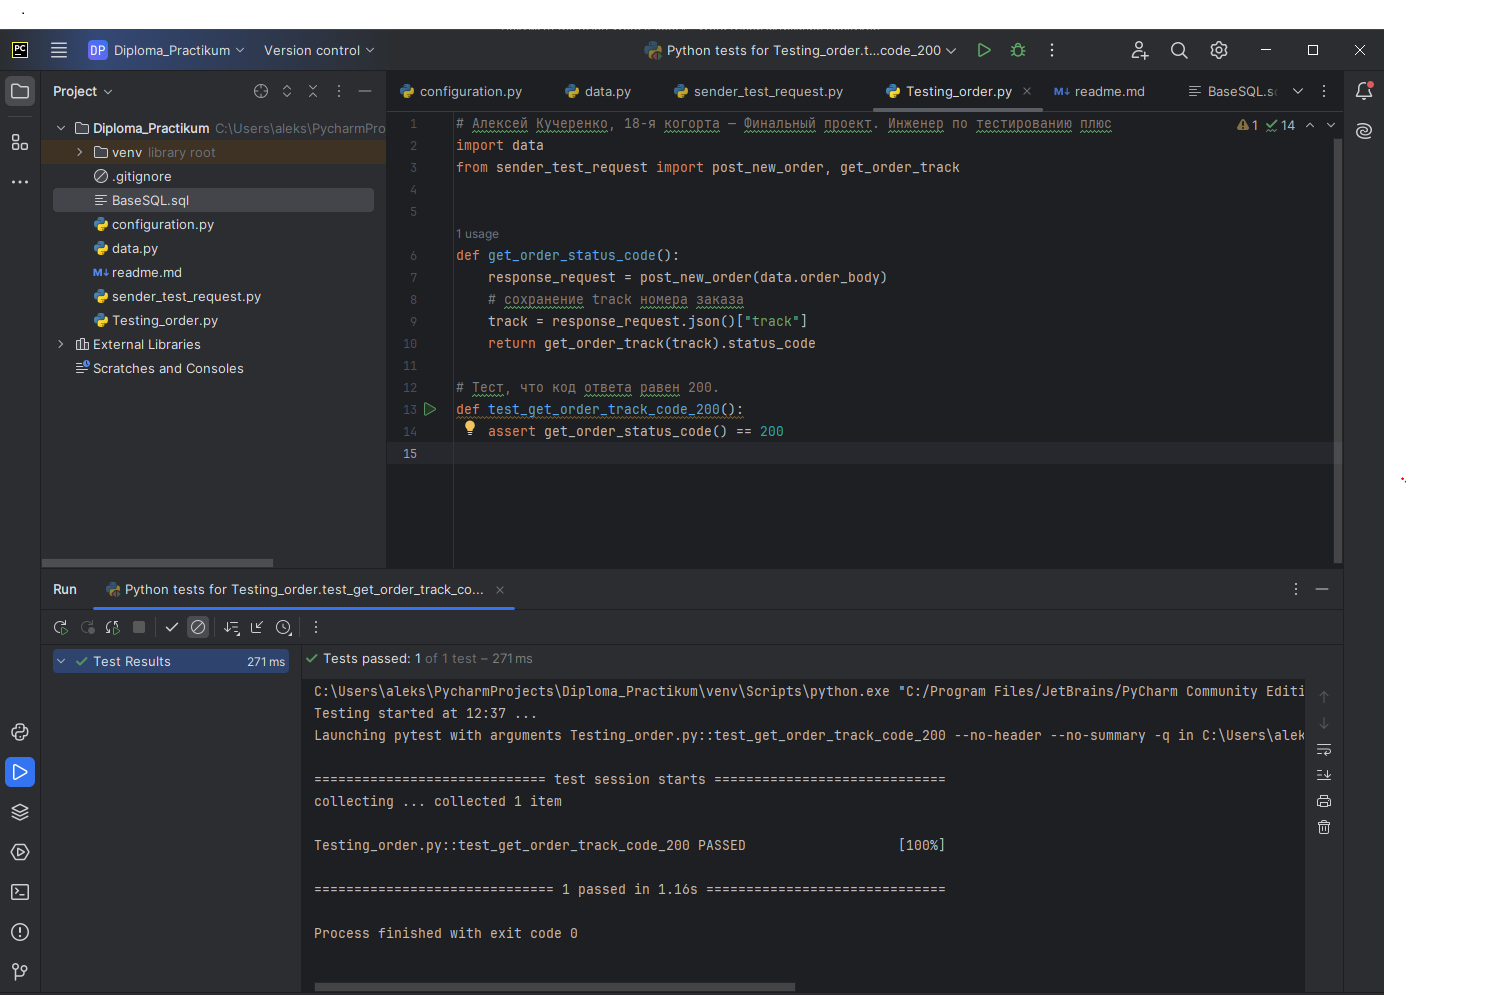 PC DP Diploma_Practikum Version control Python tests for Testing_order.t...code_200
Project
configuration.py data.py sender_test_request.py Testing_order.py M↓ readme.md BaseSQL.sq
Diploma_Practikum C:\Users\aleks\PycharmPro
venv library root
.gitignore
BaseSQL.sql
configuration.py
data.py
M↓ readme.md
sender_test_request.py
Testing_order.py
External Libraries
Scratches and Consoles
1 # Алексей Кучеренко, 18-я когорта — Финальный проект. Инженер по тестированию плюс 1 14
2 import data
3 from sender_test_request import post_new_order, get_order_track
4
5
1 usage
6 def get_order_status_code():
7 response_request = post_new_order(data.order_body)
8 # сохранение track номера заказа
9 track = response_request.json()["track"]
10 return get_order_track(track).status_code
11
12 # Тест, что код ответа равен 200.
13 def test_get_order_track_code_200():
14 assert get_order_status_code() == 200
15
Run Python tests for Testing_order.test_get_order_track_co...
Test Results 271 ms
Tests passed: 1 of 1 test – 271 ms
C:\Users\aleks\PycharmProjects\Diploma_Practikum\venv\Scripts\python.exe "C:/Program Files/JetBrains/PyCharm Community Editi
Testing started at 12:37 ...
Launching pytest with arguments Testing_order.py::test_get_order_track_code_200 --no-header --no-summary -q in C:\Users\alek
============================= test session starts =============================
collecting ... collected 1 item
Testing_order.py::test_get_order_track_code_200 PASSED [100%]
============================== 1 passed in 1.16s ==============================
Process finished with exit code 0